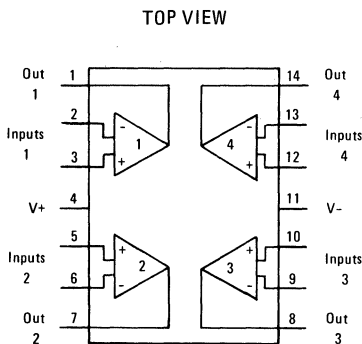 TOP VIEW
Out 1
1
14
Out 4
2
-
-
13
Inputs 1
1
4
Inputs 4
3
+
+
12
V+
4
11
V-
5
+
+
10
Inputs 2
2
3
Inputs 3
6
-
-
9
Out 2
7
8
Out 3